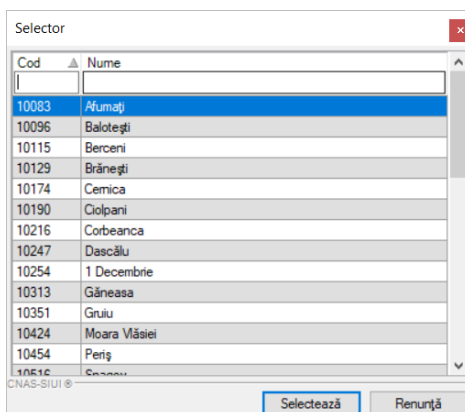 Selector
Cod Nume
10083 Afumaţi
10096 Baloteşti
10115 Berceni
10129 Brăneşti
10174 Cernica
10190 Ciolpani
10216 Corbeanca
10247 Dascălu
10254 1 Decembrie
10313 Găneasa
10351 Gruiu
10424 Moara Vlăsiei
10454 Periş
10516
CNAS-SIUI ®
Selectează Renunţă